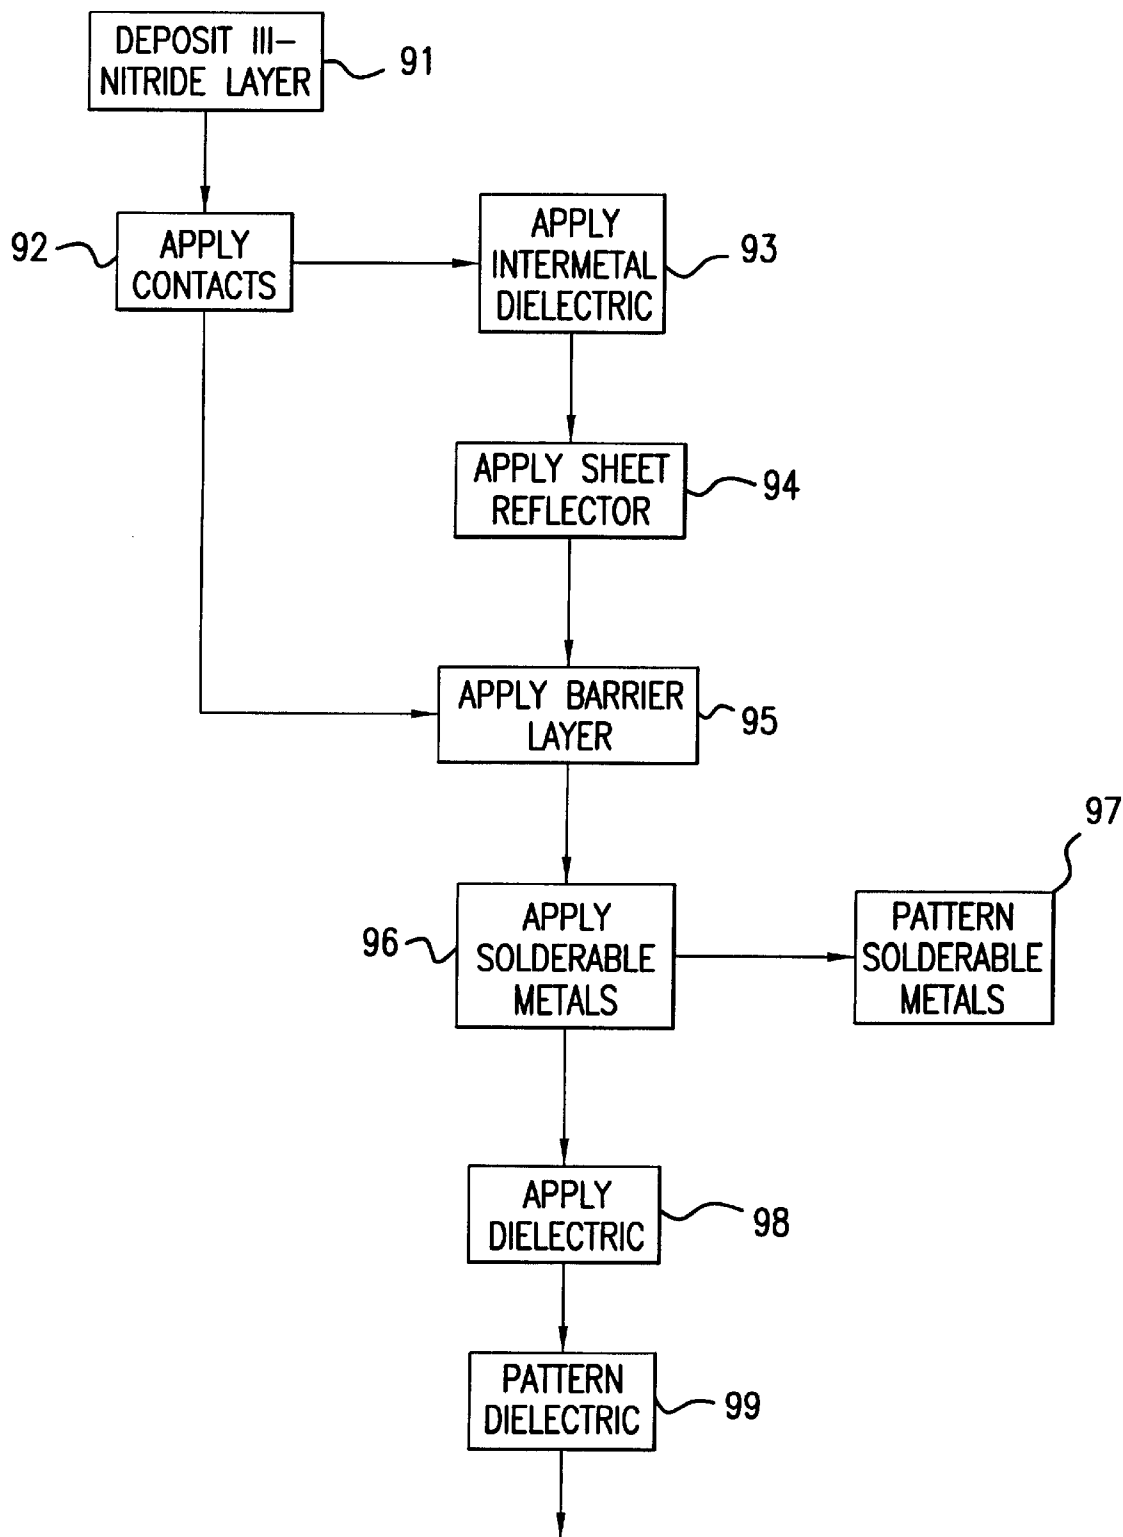 DEPOSIT III-
NITRIDE LAYER
91
92
APPLY
CONTACTS
APPLY
INTERMETAL
DIELECTRIC
93
APPLY SHEET
REFLECTOR
94
APPLY BARRIER
LAYER
95
96
APPLY
SOLDERABLE
METALS
97
PATTERN
SOLDERABLE
METALS
APPLY
DIELECTRIC
98
PATTERN
DIELECTRIC
99